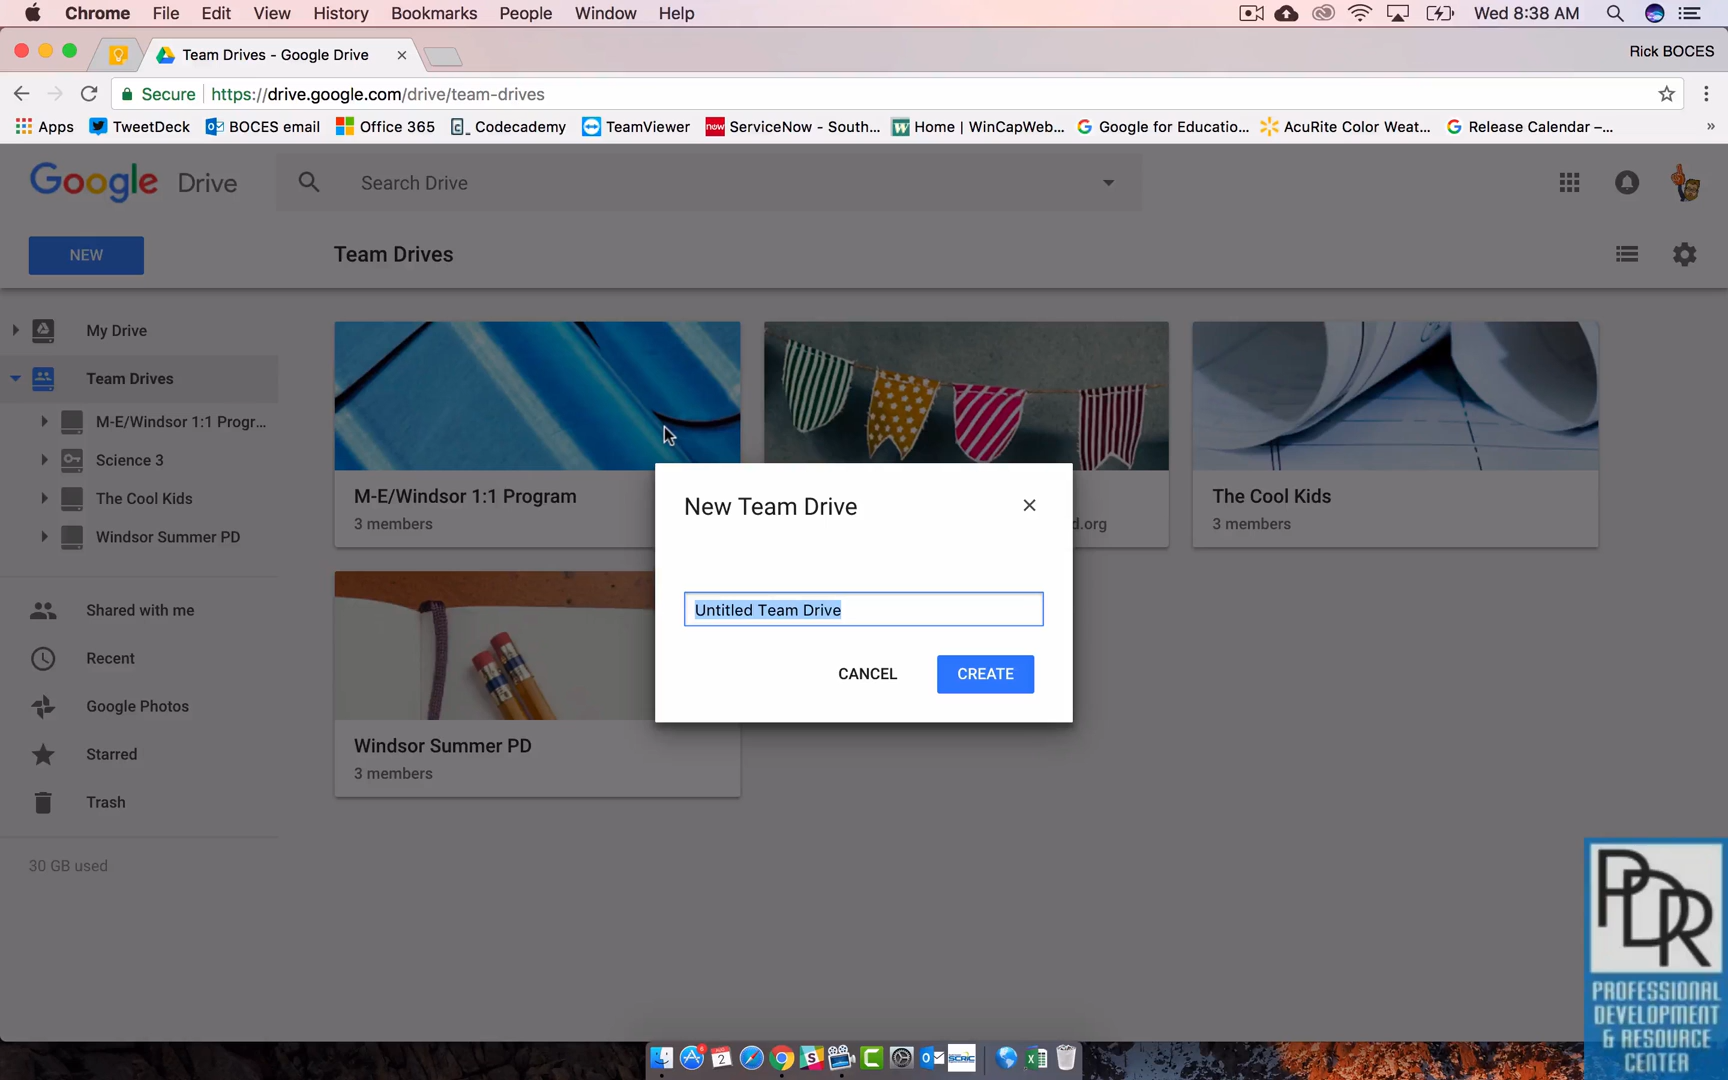 Chrome File Edit View History Bookmarks People Window Help Wed 8:38 AM
Team Drives - Google Drive Rick BOCES
Secure https://drive.google.com/drive/team-drives
Apps TweetDeck BOCES email Office 365 Codecademy TeamViewer ServiceNow - South... Home | WinCapWeb... Google for Educatio... AcuRite Color Weat... Release Calendar –... »
Google Drive Search Drive
NEW Team Drives
My Drive
Team Drives
M-E/Windsor 1:1 Progr...
Science 3
The Cool Kids
Windsor Summer PD
Shared with me
Recent
Google Photos
Starred
Trash
30 GB used
M-E/Windsor 1:1 Program
3 members
d.org
The Cool Kids
3 members
Windsor Summer PD
3 members
New Team Drive
Untitled Team Drive
CANCEL CREATE
PDR
PROFESSIONAL
DEVELOPMENT
& RESOURCE
CENTER